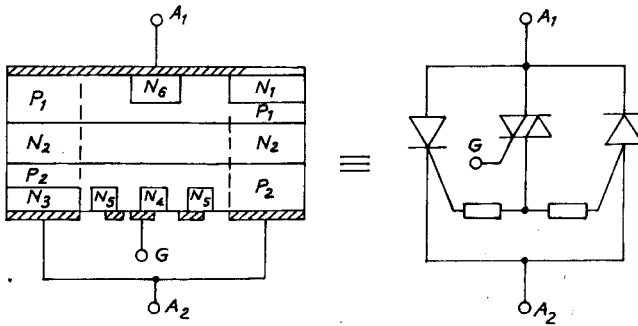 A1 A1
N6 N1
P1 P1
N2 N2 G
P2
N3 N5 N4 N5 P2
G
A2 A2